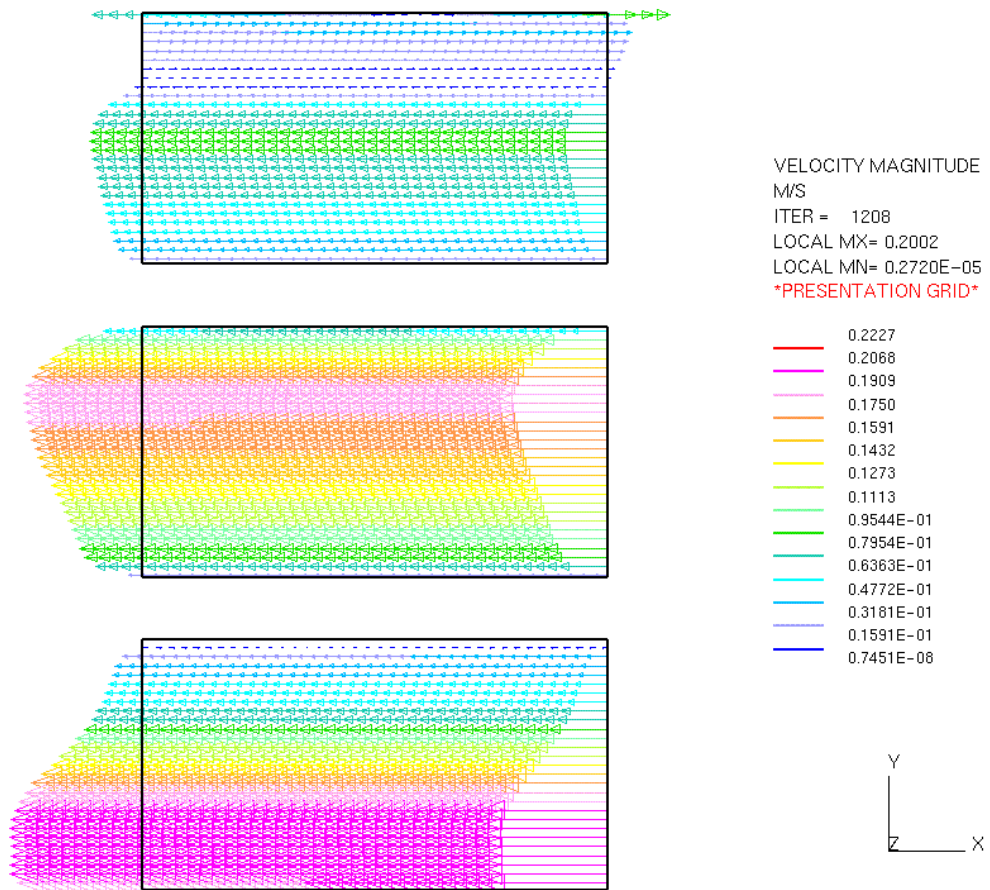 VELOCITY MAGNITUDE
M/S
ITER = 1208
LOCAL MX= 0.2002
LOCAL MN= 0.2720E-05
*PRESENTATION GRID*
0.2227
0.2068
0.1909
0.1750
0.1591
0.1432
0.1273
0.1113
0.9544E-01
0.7954E-01
0.6363E-01
0.4772E-01
0.3181E-01
0.1591E-01
0.7451E-08
Y
Z
X